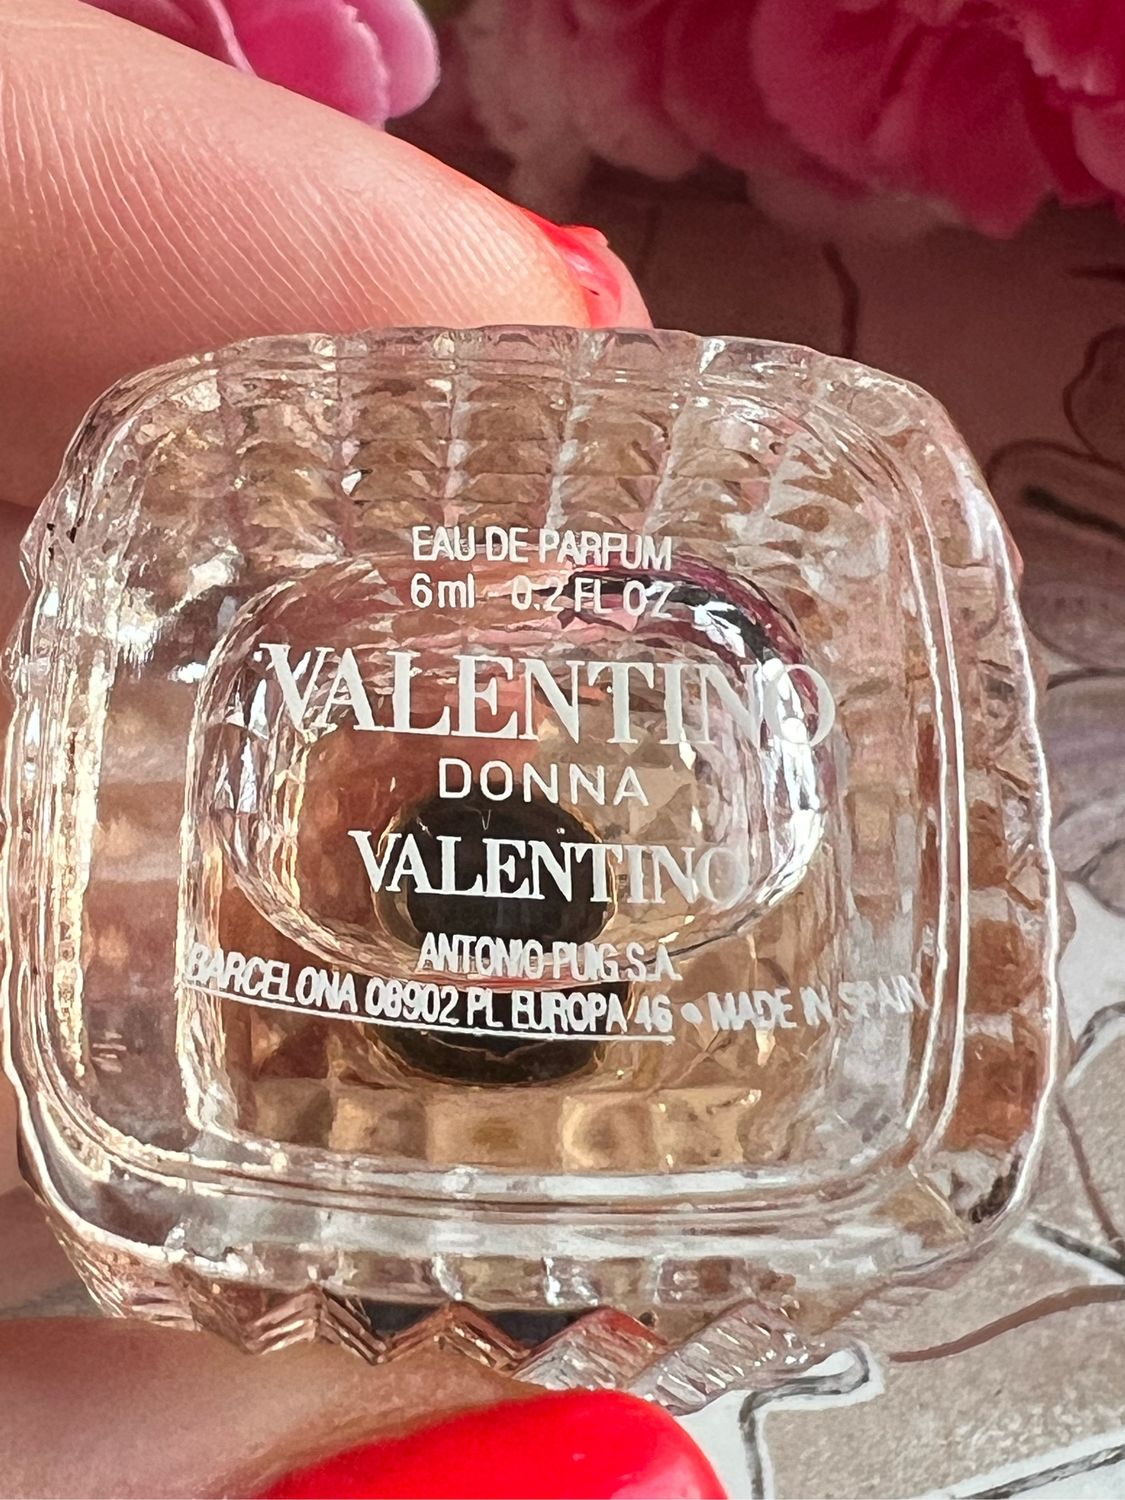 EAU DE PARFUM
6ml - 0.2 FL OZ
VALENTINO
DONNA
VALENTINO
ANTONIO PUIG S.A.
BARCELONA 08902 PL EUROPA 46 • MADE IN SPAIN